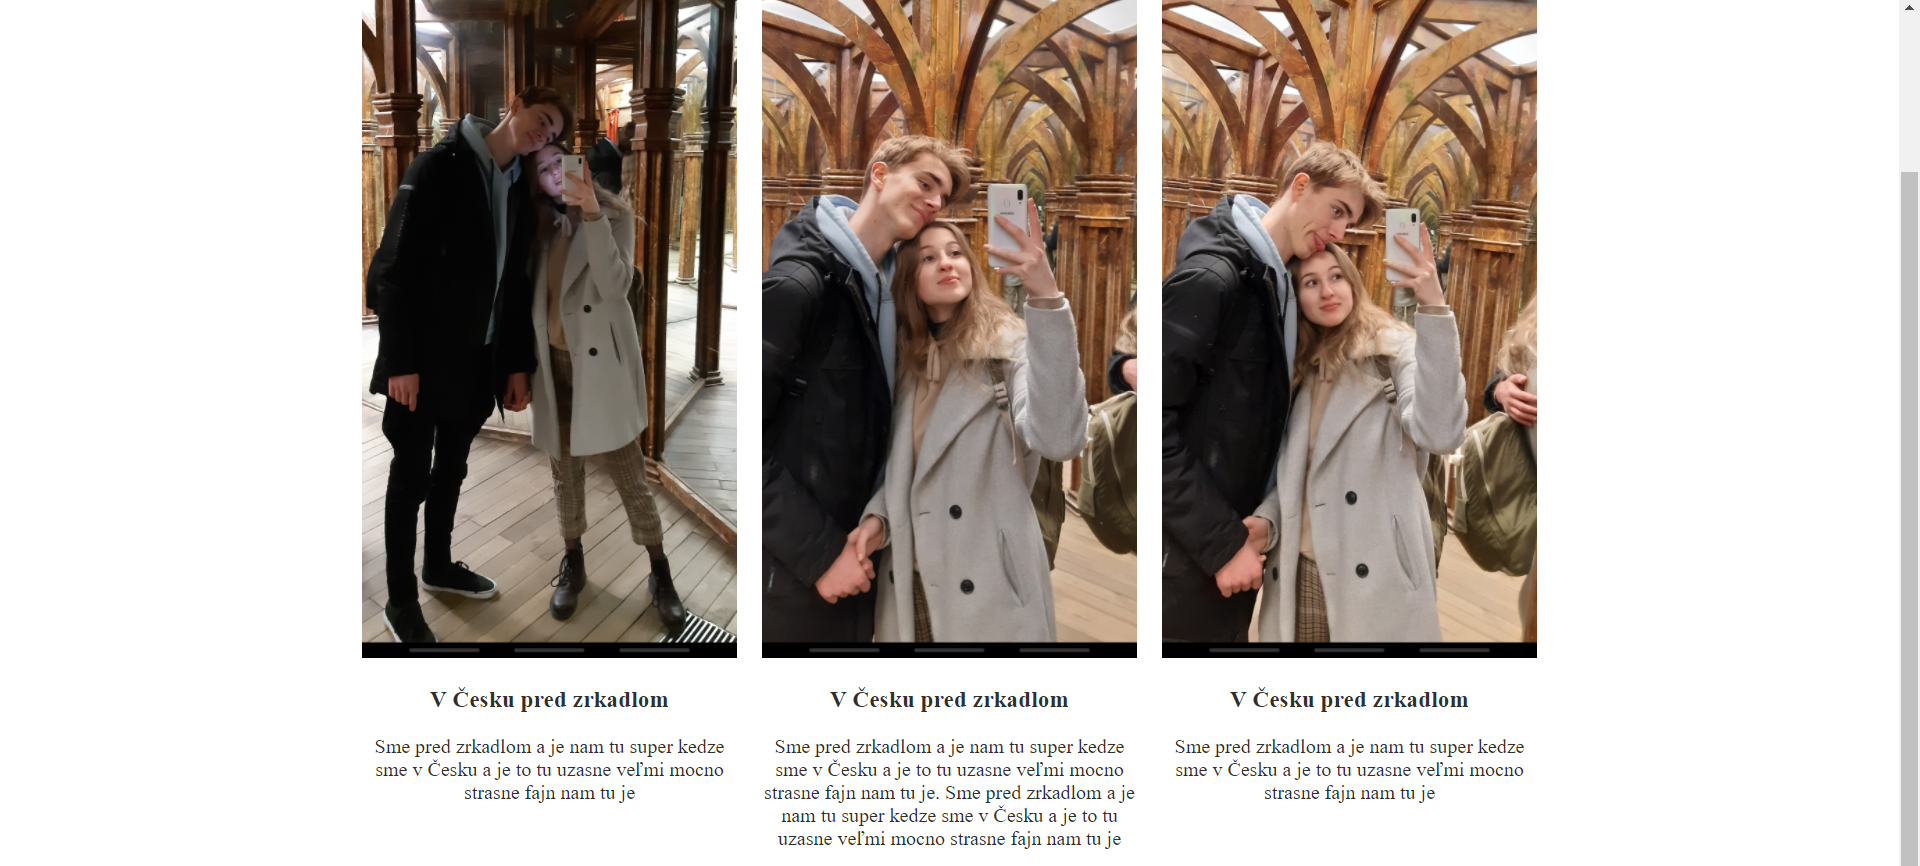 V Česku pred zrkadlom
Sme pred zrkadlom a je nam tu super kedze
sme v Česku a je to tu uzasne veľmi mocno
strasne fajn nam tu je
V Česku pred zrkadlom
Sme pred zrkadlom a je nam tu super kedze
sme v Česku a je to tu uzasne veľmi mocno
strasne fajn nam tu je. Sme pred zrkadlom a je
nam tu super kedze sme v Česku a je to tu
uzasne veľmi mocno strasne fajn nam tu je
V Česku pred zrkadlom
Sme pred zrkadlom a je nam tu super kedze
sme v Česku a je to tu uzasne veľmi mocno
strasne fajn nam tu je